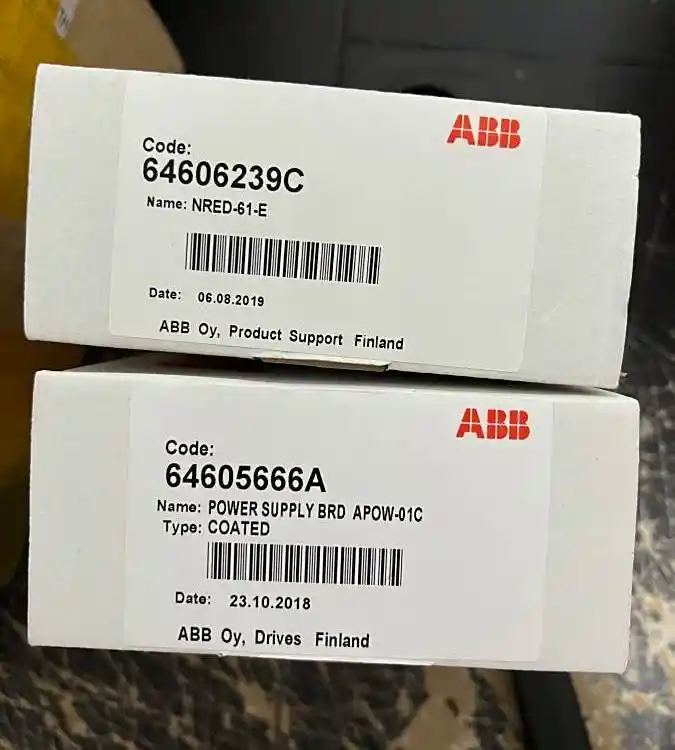 ABB
Code:
64606239C
Name: NRED-61-E
Date: 06.08.2019
ABB Oy, Product Support Finland
ABB
Code:
64605666A
Name: POWER SUPPLY BRD APOW-01C
Type: COATED
Date: 23.10.2018
ABB Oy, Drives Finland